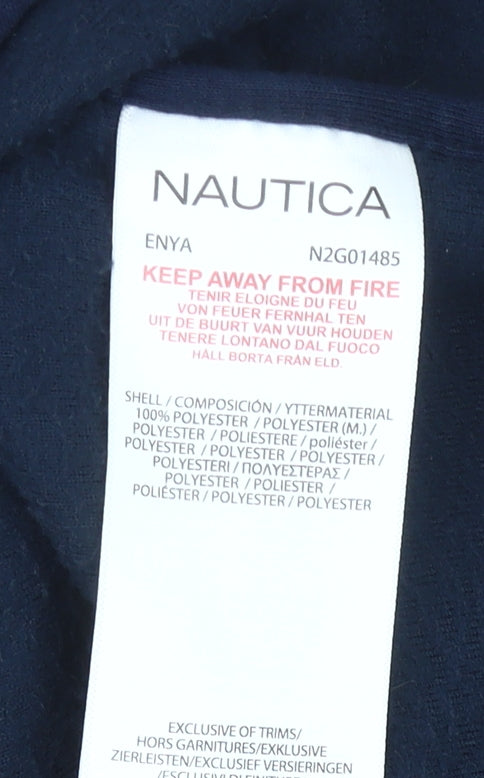 NAUTICA
ENYA N2G01485
KEEP AWAY FROM FIRE
TENIR ELOIGNE DU FEU
VON FEUER FERNHAL TEN
UIT DE BUURT VAN VUUR HOUDEN
TENERE LONTANO DAL FUOCO
HÅLL BORTA FRÅN ELD.
SHELL / COMPOSICIÓN / YTTERMATERIAL
100% POLYESTER / POLYESTER (M.) /
POLYESTER / POLIESTERE / poliéster /
POLYESTER / POLYESTER / POLYESTER /
POLYESTERI / ΠΟΛΥΕΣΤΕΡΑΣ /
POLYESTER / POLIESTER /
POLIÉSTER / POLYESTER / POLYESTER
EXCLUSIVE OF TRIMS/
HORS GARNITURES/EXKLUSIVE
ZIERLEISTEN/EXCLUSIEF VERSIERINGEN